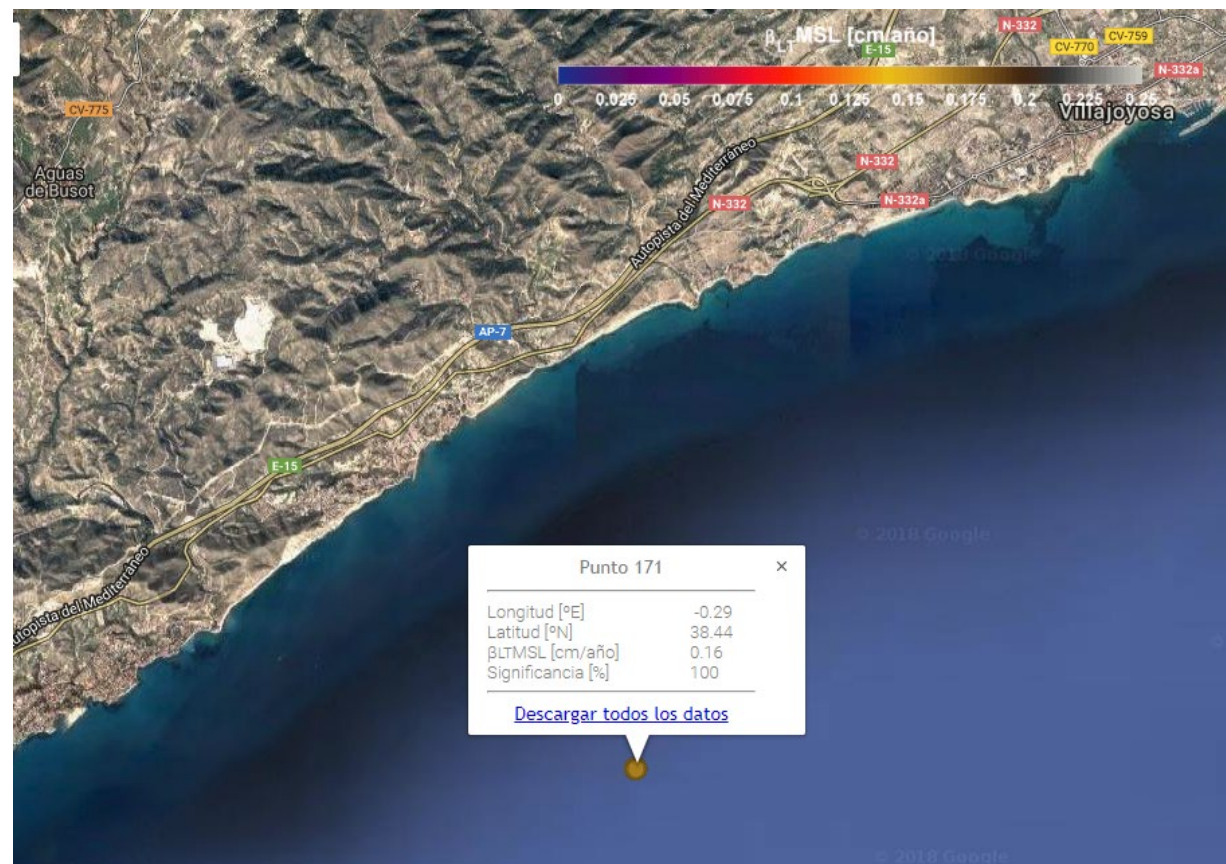 N-332
β LT MSL [cm/año]
E-15
CV-770
CV-759
N-332a
0 0.025 0.05 0.075 0.1 0.125 0.15 0.175 0.2 0.225 0.25
CV-775
Villajoyosa
Aguas
de Busot
N-332
Autopista del Mediterráneo
N-332
N-332a
© 2018 Google
AP-7
E-15
© 2018 Google
Autopista del Mediterráneo
Punto 171 ×
Longitud [ºE] -0.29
Latitud [ºN] 38.44
βLTMSL [cm/año] 0.16
Significancia [%] 100
Descargar todos los datos
© 2018 Google